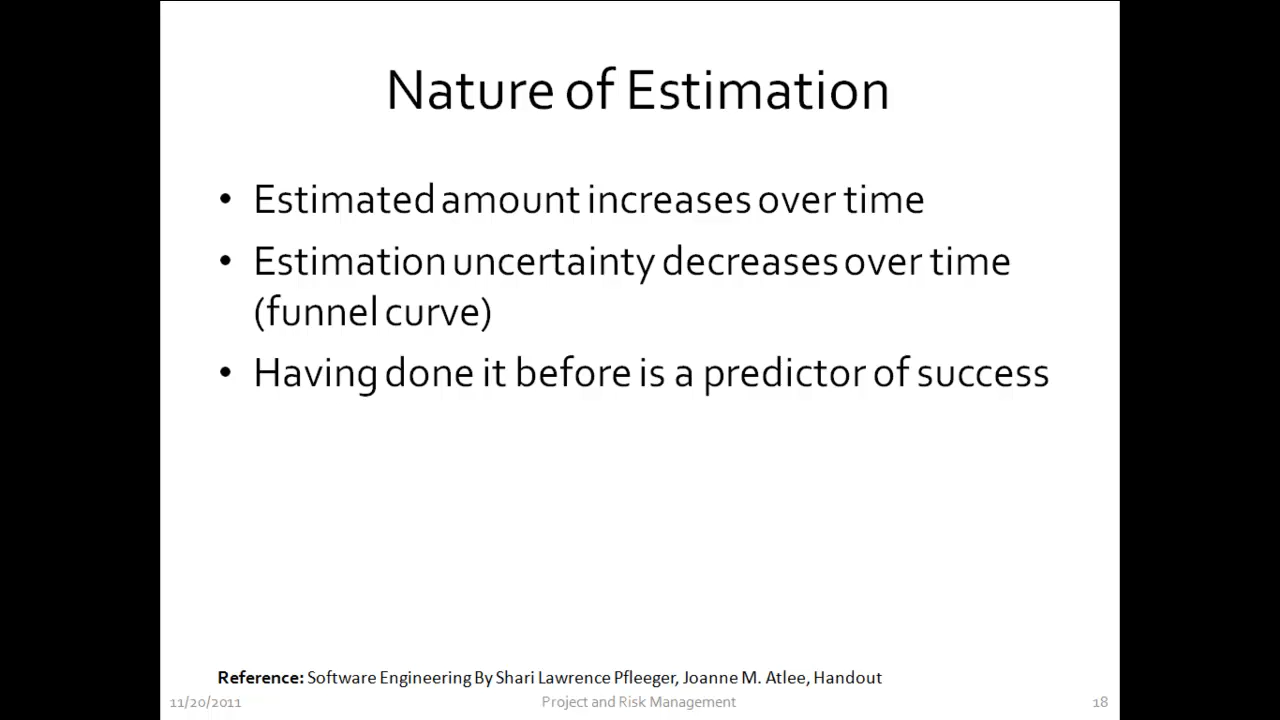 Nature of Estimation
• Estimated amount increases over time
• Estimation uncertainty decreases over time
(funnel curve)
• Having done it before is a predictor of success
Reference: Software Engineering By Shari Lawrence Pfleeger, Joanne M. Atlee, Handout
11/20/2011 Project and Risk Management 18